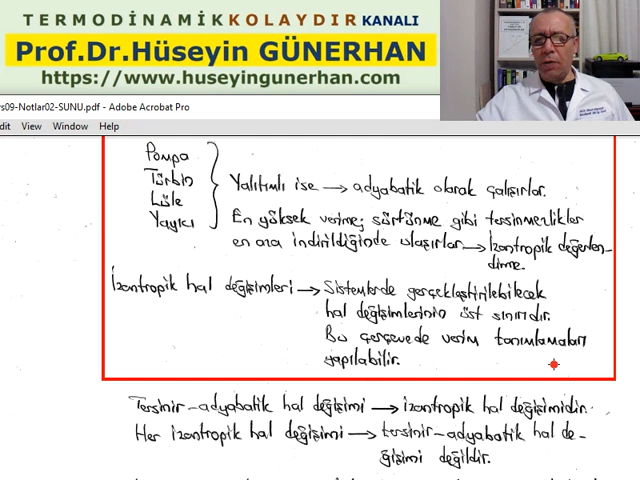 TERMODİNAMİKKOLAYDIR KANALI
Prof.Dr.Hüseyin GÜNERHAN
https://www.huseyingunerhan.com
rs09-Notlar02-SUNU.pdf - Adobe Acrobat Pro
dit View Window Help
Pompa
Türbin
Lüle
Yayıcı
Yalıtımlı ise → adyabatik olarak çalışırlar.
En yüksek verime; sürtünme gibi tersinmezlikler
en aza indirildiğinde ulaşırlar → İzantropik değerlen-
dirme.
İzantropik hal değişimleri → Sistemlerde gerçekleştirilebilecek
hal değişimlerinin üst sınırıdır.
Bu çerçevede verim tanımlamaları
yapılabilir.
Tersinir-adyabatik hal değişimi → izantropik hal değişimidir.
Her izantropik hal değişimi → tersinir-adyabatik hal de-
ğişimi değildir.